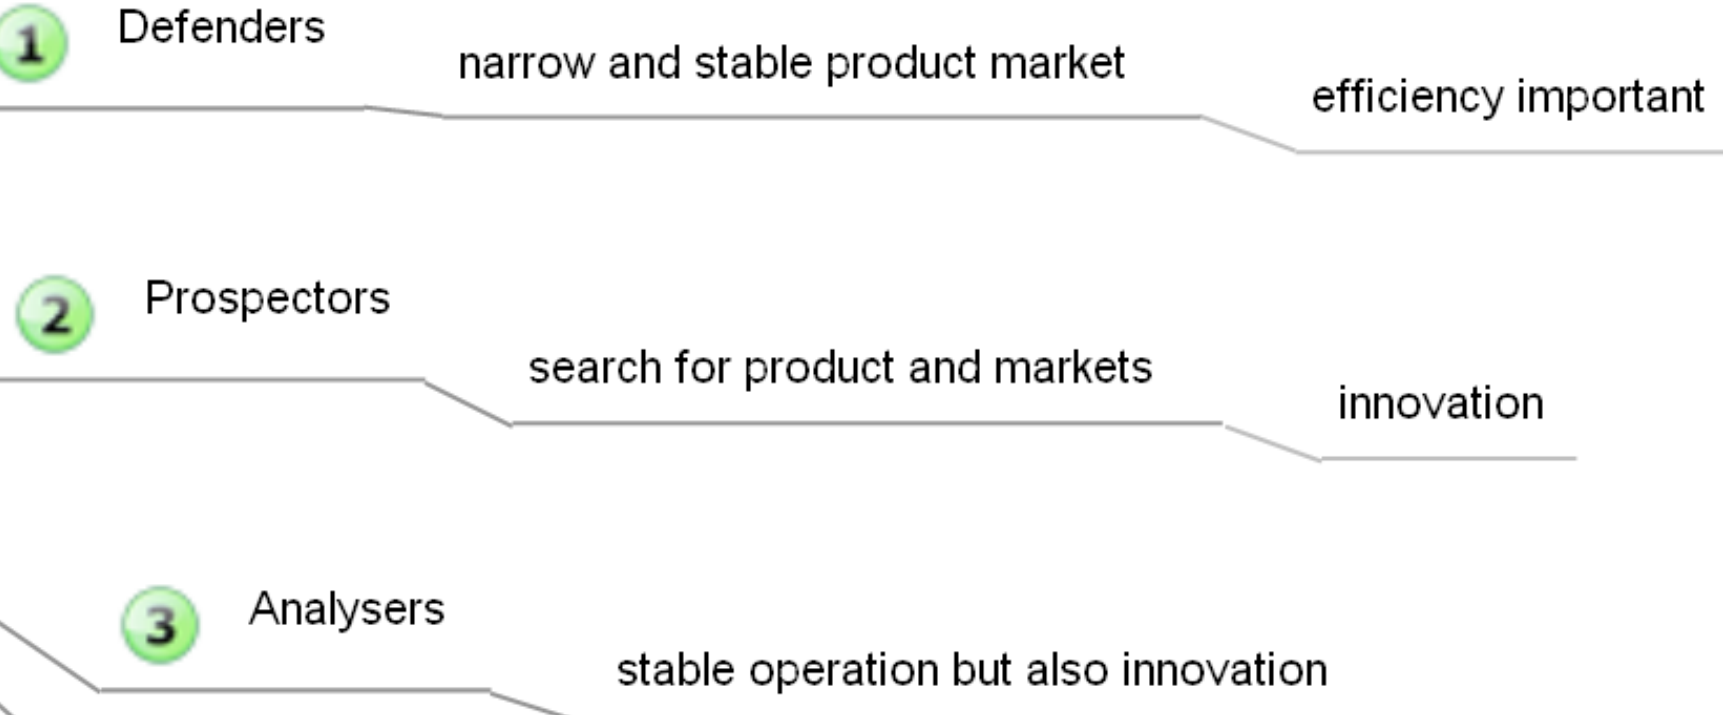 1 Defenders
narrow and stable product market
efficiency important
2 Prospectors
search for product and markets
innovation
3 Analysers
stable operation but also innovation